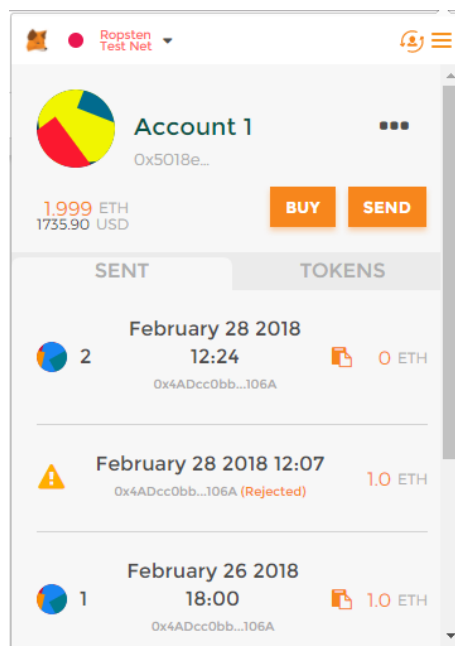 Ropsten
Test Net
Account 1
0x5018e...
1.999 ETH
1735.90 USD
BUY
SEND
SENT
TOKENS
2
February 28 2018
12:24
0x4ADcc0bb...106A
0 ETH
February 28 2018 12:07
0x4ADcc0bb...106A (Rejected)
1.0 ETH
1
February 26 2018
18:00
0x4ADcc0bb...106A
1.0 ETH